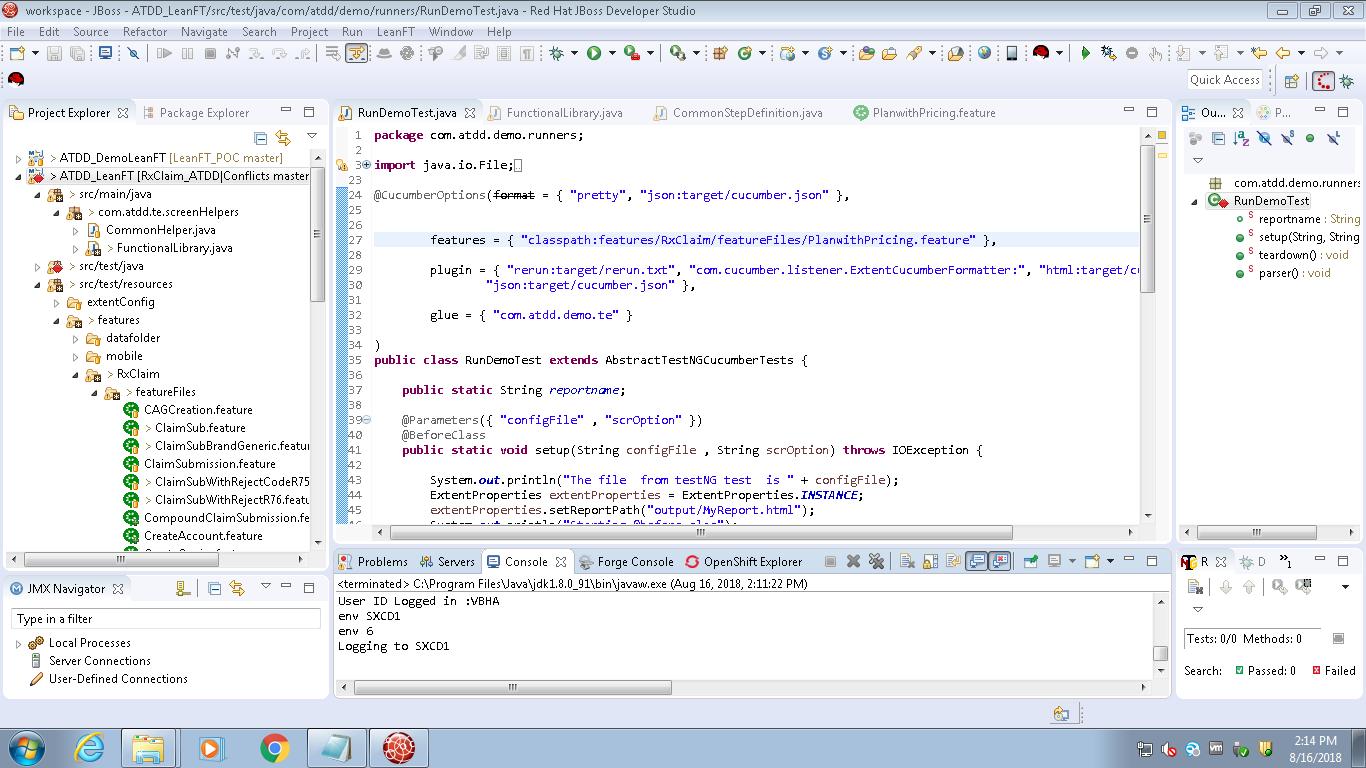 workspace - JBoss - ATDD_LeanFT/src/test/java/com/atdd/demo/runners/RunDemoTest.java - Red Hat JBoss Developer Studio
File Edit Source Refactor Navigate Search Project Run LeanFT Window Help
Quick Access
Project Explorer Package Explorer
> ATDD_DemoLeanFT [LeanFT_POC master]
> ATDD_LeanFT [RxClaim_ATDD|Conflicts master
> src/main/java
> com.atdd.te.screenHelpers
CommonHelper.java
> FunctionalLibrary.java
> src/test/java
> src/test/resources
extentConfig
> features
datafolder
mobile
> RxClaim
> featureFiles
CAGCreation.feature
> ClaimSub.feature
> ClaimSubBrandGeneric.featur
ClaimSubmission.feature
> ClaimSubWithRejectCodeR75
> ClaimSubWithRejectR76.featu
CompoundClaimSubmission.fe
CreateAccount.feature
JMX Navigator
Type in a filter
Local Processes
Server Connections
User-Defined Connections
RunDemoTest.java FunctionalLibrary.java CommonStepDefinition.java PlanwithPricing.feature
1 package com.atdd.demo.runners;
2
3 import java.io.File;
23
24 @CucumberOptions(format = { "pretty", "json:target/cucumber.json" },
25
26
27 features = { "classpath:features/RxClaim/featureFiles/PlanwithPricing.feature" },
28
29 plugin = { "rerun:target/rerun.txt", "com.cucumber.listener.ExtentCucumberFormatter:", "html:target/cu
30 "json:target/cucumber.json" },
31
32 glue = { "com.atdd.demo.te" }
33
34 )
35 public class RunDemoTest extends AbstractTestNGCucumberTests {
36
37 public static String reportname;
38
39 @Parameters({ "configFile" , "scrOption" })
40 @BeforeClass
41 public static void setup(String configFile , String scrOption) throws IOException {
42
43 System.out.println("The file  from testNG test  is " + configFile);
44 ExtentProperties extentProperties = ExtentProperties.INSTANCE;
45 extentProperties.setReportPath("output/MyReport.html");
Problems Servers Console Forge Console OpenShift Explorer
<terminated> C:\Program Files\Java\jdk1.8.0_91\bin\javaw.exe (Aug 16, 2018, 2:11:22 PM)
User ID Logged in :VBHA
env SXCD1
env 6
Logging to SXCD1
Ou... P...
com.atdd.demo.runners
RunDemoTest
reportname : String
setup(String, String
teardown() : void
parser() : void
R D »1
Tests: 0/0 Methods: 0
Search: Passed: 0 Failed
2:14 PM
8/16/2018